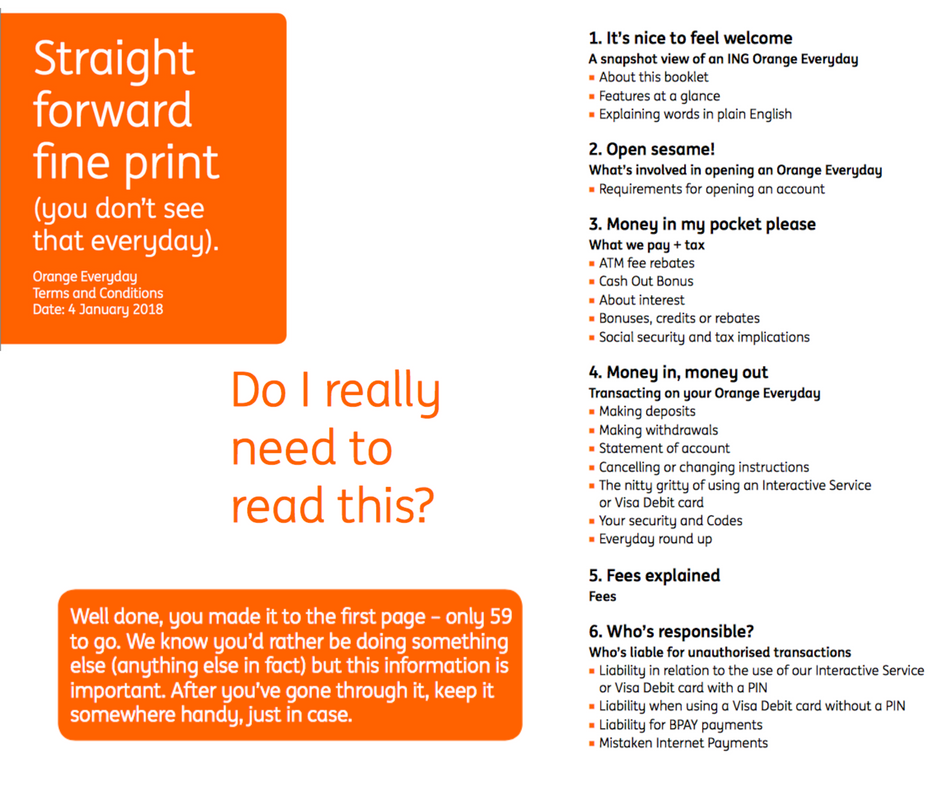 Straight
forward
fine print
(you don't see
that everyday).
Orange Everyday
Terms and Conditions
Date: 4 January 2018
Do I really
need to
read this?
Well done, you made it to the first page – only 59
to go. We know you'd rather be doing something
else (anything else in fact) but this information is
important. After you've gone through it, keep it
somewhere handy, just in case.
1. It's nice to feel welcome
A snapshot view of an ING Orange Everyday
▪ About this booklet
▪ Features at a glance
▪ Explaining words in plain English
2. Open sesame!
What's involved in opening an Orange Everyday
▪ Requirements for opening an account
3. Money in my pocket please
What we pay + tax
▪ ATM fee rebates
▪ Cash Out Bonus
▪ About interest
▪ Bonuses, credits or rebates
▪ Social security and tax implications
4. Money in, money out
Transacting on your Orange Everyday
▪ Making deposits
▪ Making withdrawals
▪ Statement of account
▪ Cancelling or changing instructions
▪ The nitty gritty of using an Interactive Service
or Visa Debit card
▪ Your security and Codes
▪ Everyday round up
5. Fees explained
Fees
6. Who's responsible?
Who's liable for unauthorised transactions
▪ Liability in relation to the use of our Interactive Service
or Visa Debit card with a PIN
▪ Liability when using a Visa Debit card without a PIN
▪ Liability for BPAY payments
▪ Mistaken Internet Payments